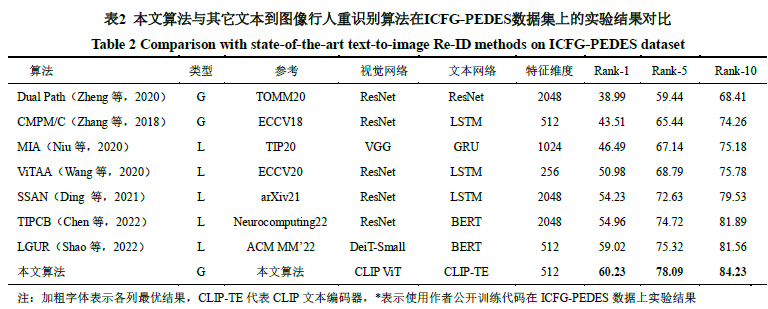 表2 本文算法与其它文本到图像行人重识别算法在ICFG-PEDES数据集上的实验结果对比
Table 2 Comparison with state-of-the-art text-to-image Re-ID methods on ICFG-PEDES dataset
算法 类型 参考 视觉网络 文本网络 特征维度 Rank-1 Rank-5 Rank-10
Dual Path（Zheng 等，2020） G TOMM20 ResNet ResNet 2048 38.99 59.44 68.41
CMPM/C（Zhang 等，2018） G ECCV18 ResNet LSTM 512 43.51 65.44 74.26
MIA（Niu 等，2020） L TIP20 VGG GRU 1024 46.49 67.14 75.18
ViTAA（Wang 等，2020） L ECCV20 ResNet LSTM 256 50.98 68.79 75.78
SSAN（Ding 等，2021） L arXiv21 ResNet LSTM 2048 54.23 72.63 79.53
TIPCB（Chen 等，2022） L Neurocomputing22 ResNet BERT 2048 54.96 74.72 81.89
LGUR（Shao 等，2022） L ACM MM’22 DeiT-Small BERT 512 59.02 75.32 81.56
本文算法 G 本文算法 CLIP ViT CLIP-TE 512 60.23 78.09 84.23
注：加粗字体表示各列最优结果，CLIP-TE 代表 CLIP 文本编码器，*表示使用作者公开训练代码在 ICFG-PEDES 数据上实验结果